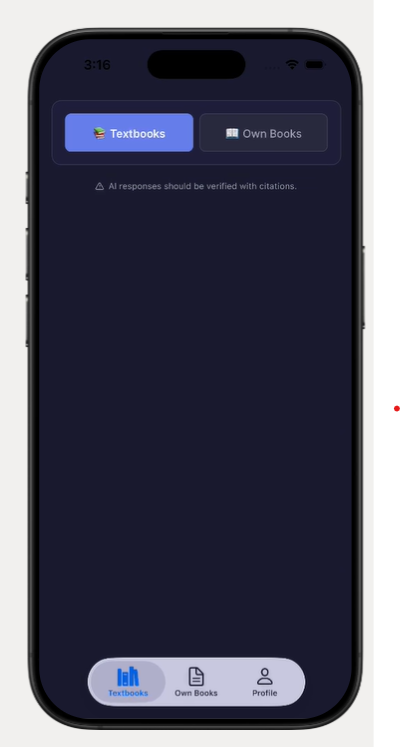 3:16
📚 Textbooks
📖 Own Books
⚠ AI responses should be verified with citations.
Textbooks
Own Books
Profile